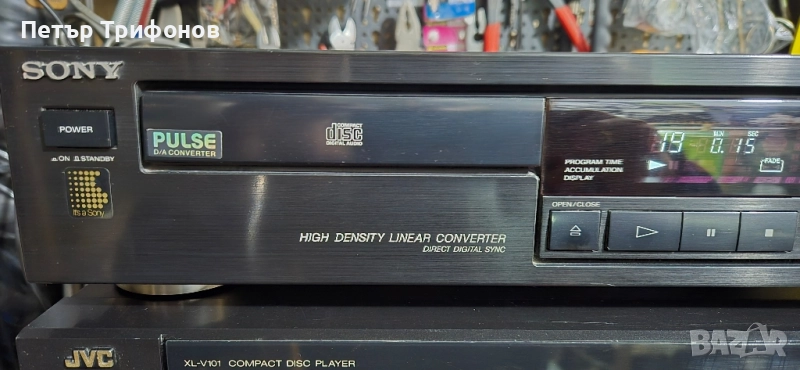 Петър Трифонов
SONY
POWER
ON STANDBY
It's a Sony
PULSE
D/A CONVERTER
COMPACT
disc
DIGITAL AUDIO
HIGH DENSITY LINEAR CONVERTER
DIRECT DIGITAL SYNC
19 MIN 0.15 SEC
PROGRAM TIME
ACCUMULATION
DISPLAY
FADE
OPEN/CLOSE
JVC
XL-V101 COMPACT DISC PLAYER
BAZAR